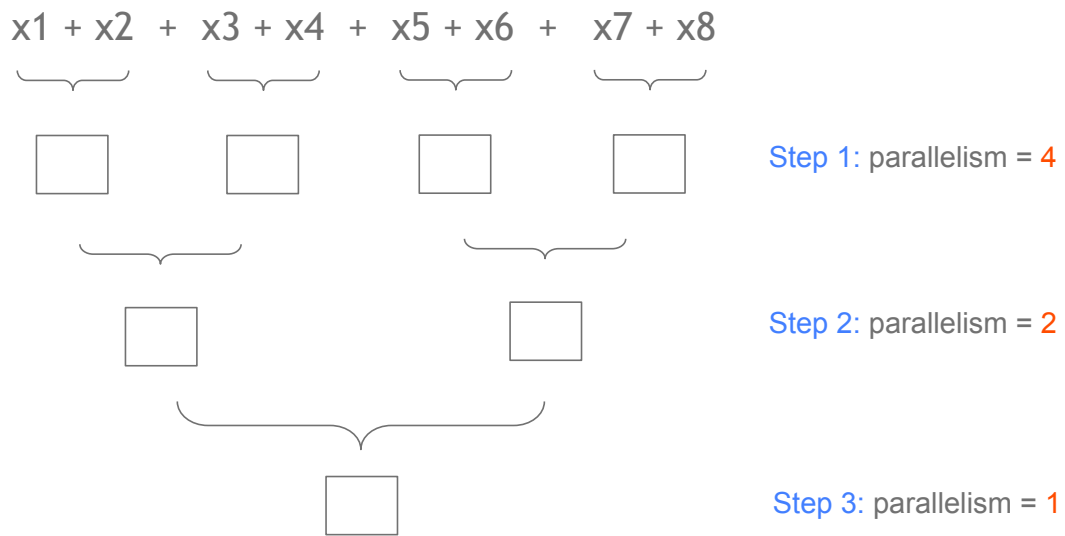 x1 + x2 + x3 + x4 + x5 + x6 + x7 + x8
Step 1: parallelism = 4
Step 2: parallelism = 2
Step 3: parallelism = 1